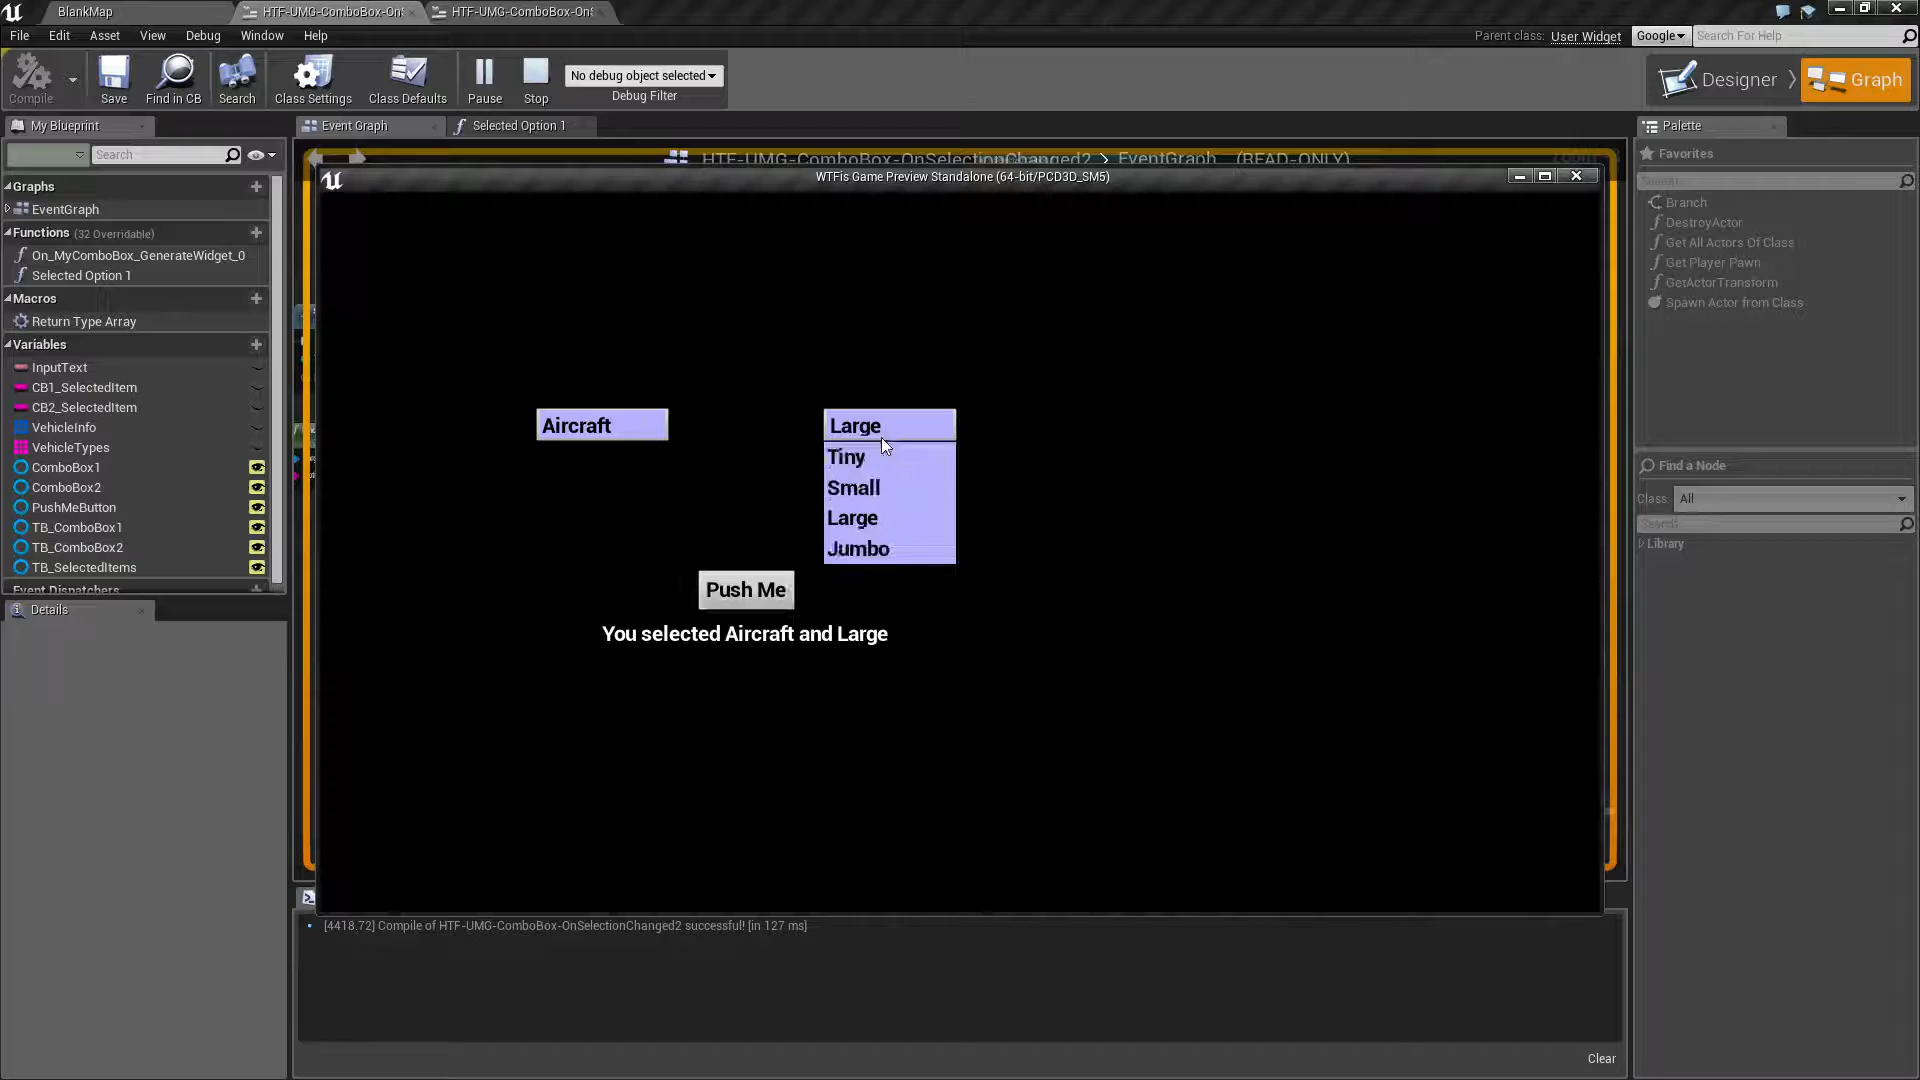 BlankMap
HTF-UMG-ComboBox-OnS
HTF-UMG-ComboBox-OnS
File Edit Asset View Debug Window Help
Parent class: User Widget
Google
Search For Help
Compile
Save
Find in CB
Search
Class Settings
Class Defaults
Pause
Stop
No debug object selected
Debug Filter
Designer
Graph
My Blueprint
Event Graph
Selected Option 1
Palette
Search
HTF-UMG-ComboBox-OnSelectionChanged2 > EventGraph (READ-ONLY)
Favorites
WTFis Game Preview Standalone (64-bit/PCD3D_SM5)
Search
Graphs
EventGraph
Functions (32 Overridable)
On_MyComboBox_GenerateWidget_0
Selected Option 1
Macros
Return Type Array
Variables
InputText
CB1_SelectedItem
CB2_SelectedItem
VehicleInfo
VehicleTypes
ComboBox1
ComboBox2
PushMeButton
TB_ComboBox1
TB_ComboBox2
TB_SelectedItems
Event Dispatchers
Details
Aircraft
Large
Tiny
Small
Large
Jumbo
Push Me
You selected Aircraft and Large
Branch
DestroyActor
Get All Actors Of Class
Get Player Pawn
GetActorTransform
Spawn Actor from Class
Find a Node
Class: All
Search
Library
[4418.72] Compile of HTF-UMG-ComboBox-OnSelectionChanged2 successful! [in 127 ms]
Clear